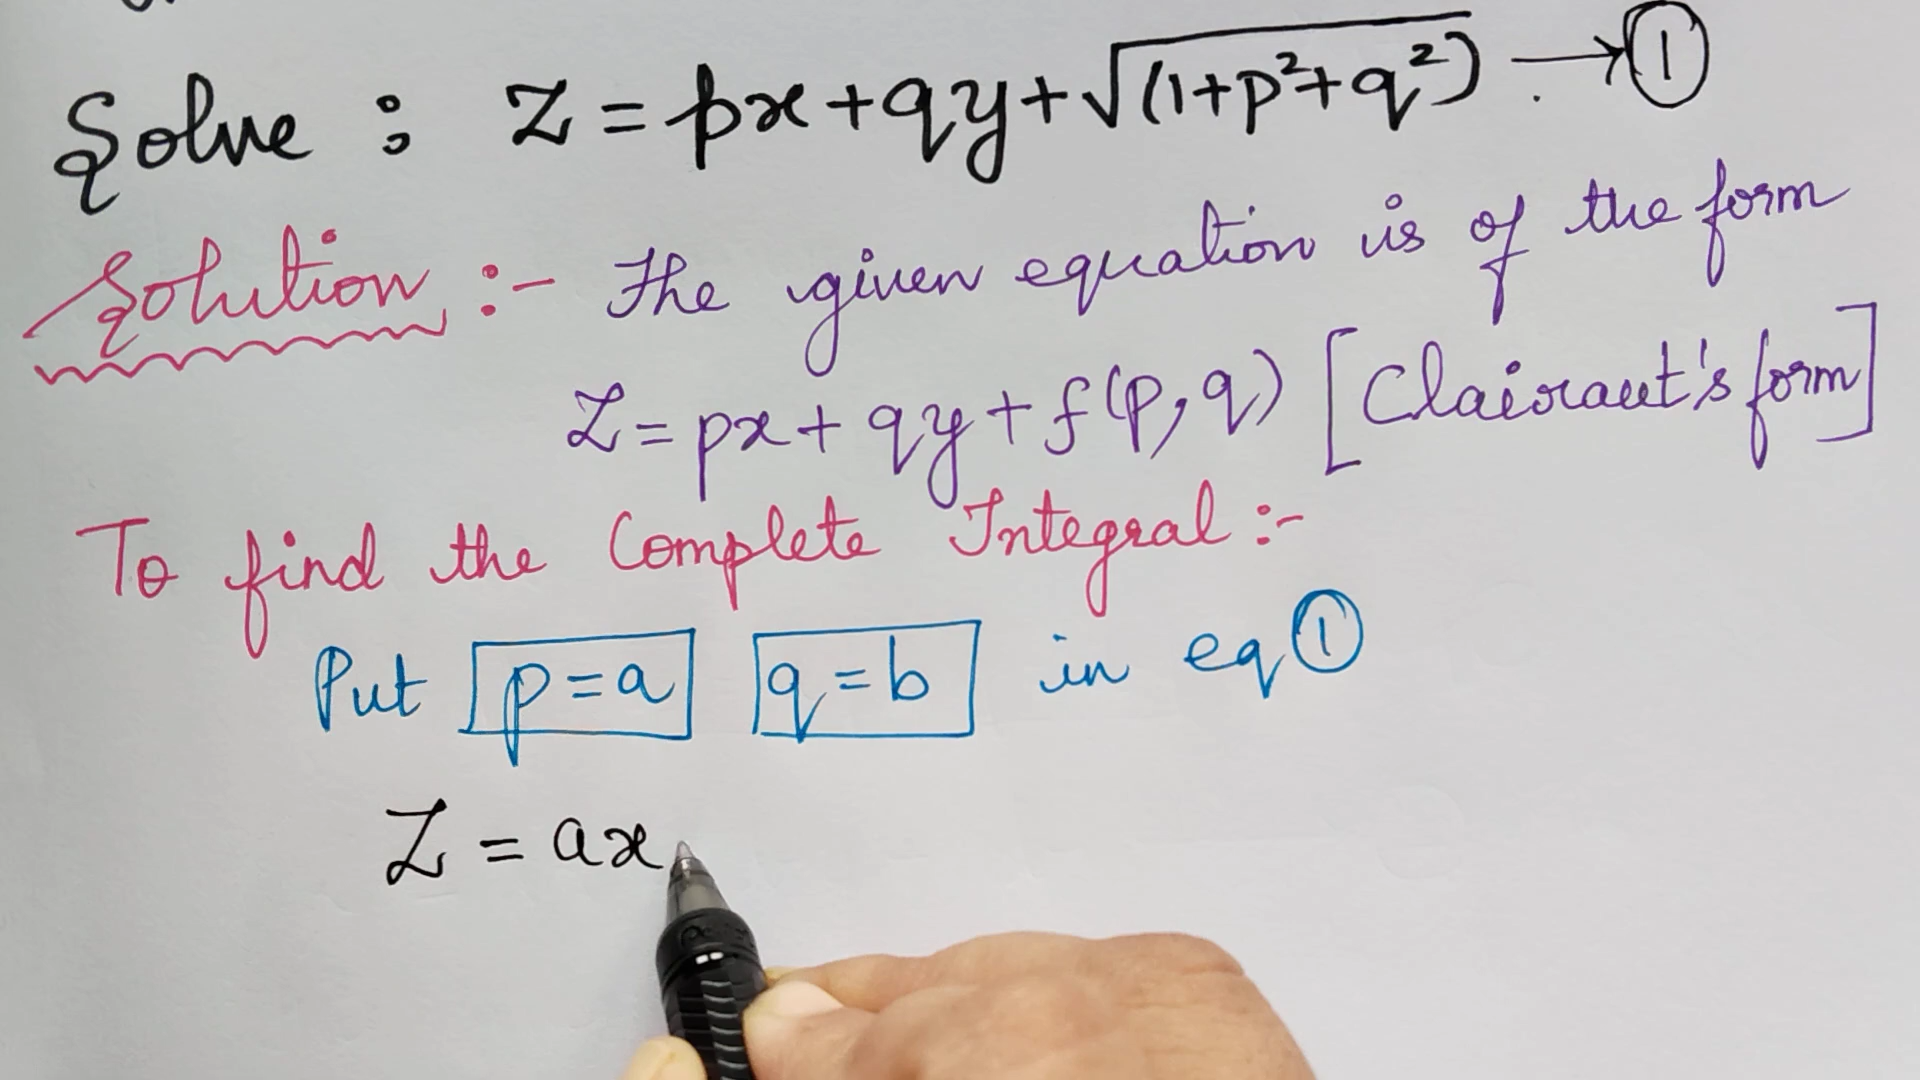 Solve : Z = px + qy + √(1+p²+q²) . → ①
Solution :- The given equation is of the form
Z = px + qy + f(p, q) [Clairaut's form]
To find the Complete Integral :-
Put p = a q = b in eq ①
Z = ax